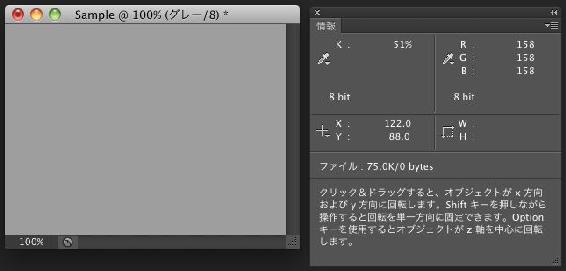 Sample @ 100% (グレー/8) *
100%
情報
K : 51%
8 bit
R : 158
G : 158
B : 158
8 bit
X : 122.0
Y : 88.0
W :
H :
ファイル : 75.0K/0 bytes
クリック&ドラッグすると、オブジェクトが x 方向
および y 方向に回転します。Shift キーを押しながら
操作すると回転を単一方向に固定できます。Option
キーを使用するとオブジェクトが z 軸を中心に回転
します。